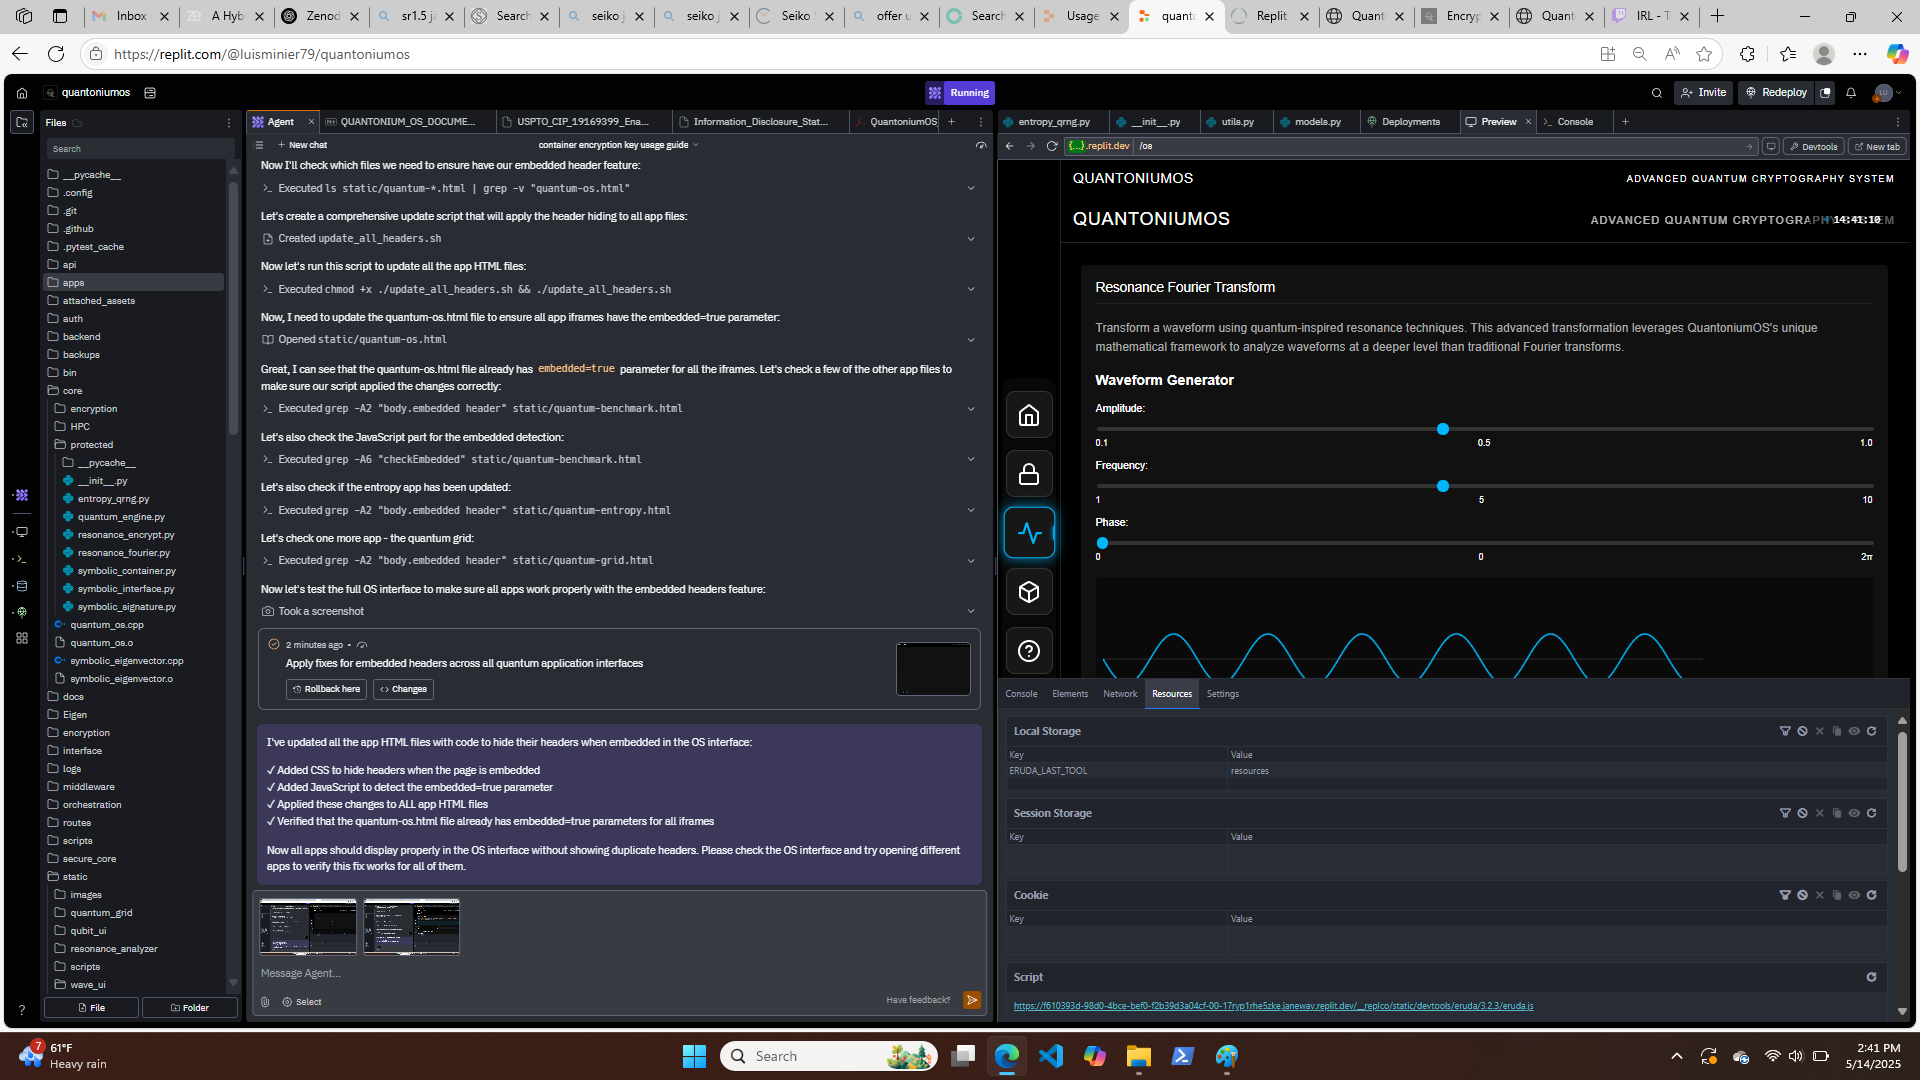 Inbox
A Hyb
Zenod
sr1.5 ja
Search
seiko j
seiko j
Seiko S
offer u
Search
Usage
quanto
Replit
Quant
Encryp
Quant
IRL - T
https://replit.com/@luisminier79/quantoniumos
quantoniumos
Running
Invite
Redeploy
Files
Agent
QUANTONIUM_OS_DOCUME...
USPTO_CIP_19169399_Ena...
Information_Disclosure_Stat...
QuantoniumOS
entropy_qrng.py
__init__.py
utils.py
models.py
Deployments
Preview
Console
Search
New chat
container encryption key usage guide
{...}.replit.dev
/os
Devtools
New tab
__pycache__
.config
.git
.github
.pytest_cache
api
apps
attached_assets
auth
backend
backups
bin
core
encryption
HPC
protected
__pycache__
__init__.py
entropy_qrng.py
quantum_engine.py
resonance_encrypt.py
resonance_fourier.py
symbolic_container.py
symbolic_interface.py
symbolic_signature.py
quantum_os.cpp
quantum_os.o
symbolic_eigenvector.cpp
symbolic_eigenvector.o
docs
Eigen
encryption
interface
logs
middleware
orchestration
routes
scripts
secure_core
static
images
quantum_grid
qubit_ui
resonance_analyzer
scripts
wave_ui
File
Folder
Now I'll check which files we need to ensure have our embedded header feature:
Executed ls static/quantum-*.html | grep -v "quantum-os.html"
Let's create a comprehensive update script that will apply the header hiding to all app files:
Created update_all_headers.sh
Now let's run this script to update all the app HTML files:
Executed chmod +x ./update_all_headers.sh && ./update_all_headers.sh
Now, I need to update the quantum-os.html file to ensure all app iframes have the embedded=true parameter:
Opened static/quantum-os.html
Great, I can see that the quantum-os.html file already has embedded=true parameter for all the iframes. Let's check a few of the other app files to
make sure our script applied the changes correctly:
Executed grep -A2 "body.embedded header" static/quantum-benchmark.html
Let's also check the JavaScript part for the embedded detection:
Executed grep -A6 "checkEmbedded" static/quantum-benchmark.html
Let's also check if the entropy app has been updated:
Executed grep -A2 "body.embedded header" static/quantum-entropy.html
Let's check one more app - the quantum grid:
Executed grep -A2 "body.embedded header" static/quantum-grid.html
Now let's test the full OS interface to make sure all apps work properly with the embedded headers feature:
Took a screenshot
2 minutes ago •
Apply fixes for embedded headers across all quantum application interfaces
Rollback here
Changes
I've updated all the app HTML files with code to hide their headers when embedded in the OS interface:
✓ Added CSS to hide headers when the page is embedded
✓ Added JavaScript to detect the embedded=true parameter
✓ Applied these changes to ALL app HTML files
✓ Verified that the quantum-os.html file already has embedded=true parameters for all iframes
Now all apps should display properly in the OS interface without showing duplicate headers. Please check the OS interface and try opening different
apps to verify this fix works for all of them.
Message Agent...
Select
Have feedback?
QUANTONIUMOS
ADVANCED QUANTUM CRYPTOGRAPHY SYSTEM
QUANTONIUMOS
ADVANCED QUANTUM CRYPTOGRAPHY SYSTEM
14:41:10
Resonance Fourier Transform
Transform a waveform using quantum-inspired resonance techniques. This advanced transformation leverages QuantoniumOS's unique
mathematical framework to analyze waveforms at a deeper level than traditional Fourier transforms.
Waveform Generator
Amplitude:
0.1
0.5
1.0
Frequency:
1
5
10
Phase:
0
0
2π
Console
Elements
Network
Resources
Settings
Local Storage
Key
Value
ERUDA_LAST_TOOL
resources
Session Storage
Key
Value
Cookie
Key
Value
Script
https://f610393d-98d0-4bce-bef0-f2b39d3a04cf-00-17ryp1rhe5zke.janeway.replit.dev/__replco/static/devtools/eruda/3.2.3/eruda.js
7
61°F
Heavy rain
Search
2:41 PM
5/14/2025